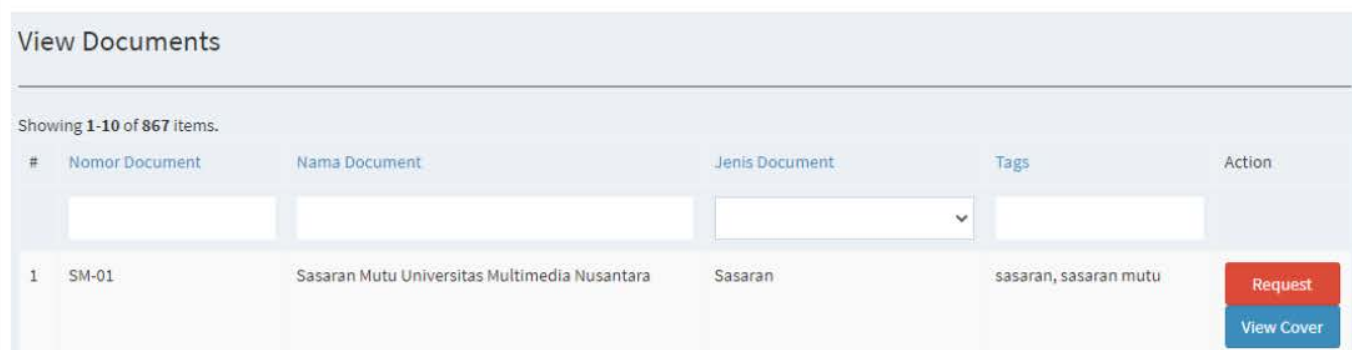 View Documents
Showing 1-10 of 867 items.
# Nomor Document Nama Document Jenis Document Tags Action
1 SM-01 Sasaran Mutu Universitas Multimedia Nusantara Sasaran sasaran, sasaran mutu Request
View Cover